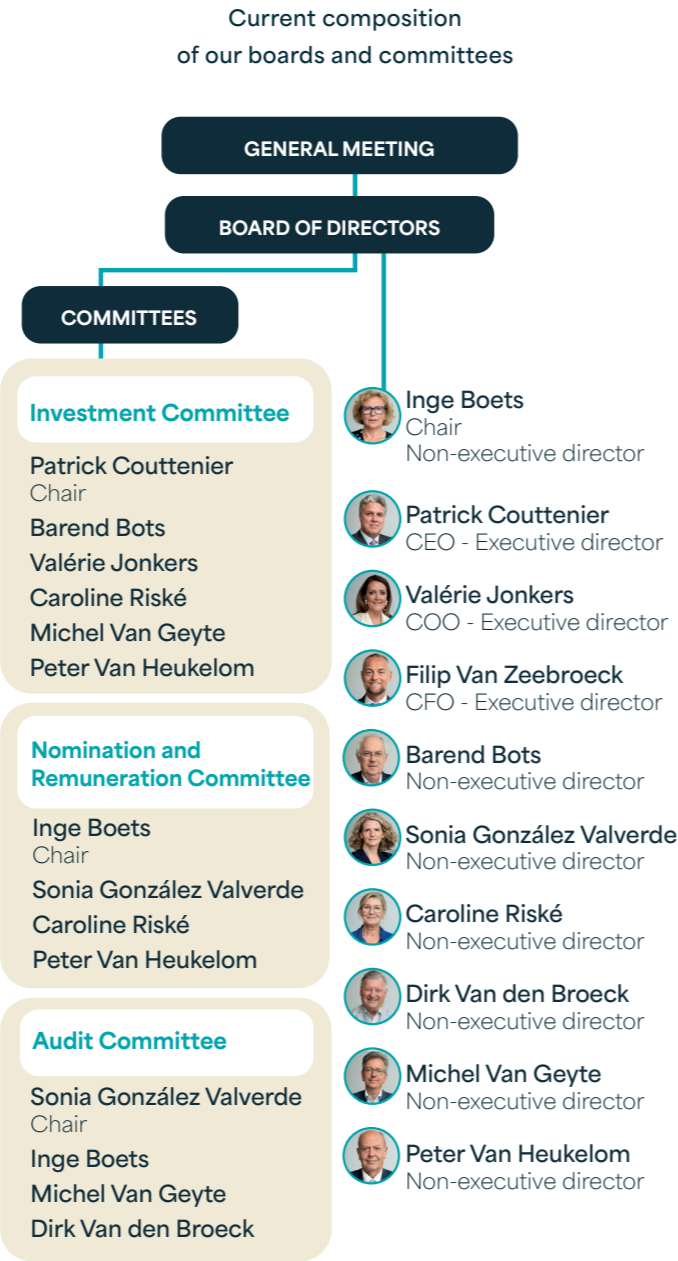 Current composition
of our boards and committees
GENERAL MEETING
BOARD OF DIRECTORS
COMMITTEES
Investment Committee
Patrick Couttenier
Chair
Barend Bots
Valérie Jonkers
Caroline Riské
Michel Van Geyte
Peter Van Heukelom
Nomination and
Remuneration Committee
Inge Boets
Chair
Sonia González Valverde
Caroline Riské
Peter Van Heukelom
Audit Committee
Sonia González Valverde
Chair
Inge Boets
Michel Van Geyte
Dirk Van den Broeck
Inge Boets
Chair
Non-executive director
Patrick Couttenier
CEO - Executive director
Valérie Jonkers
COO - Executive director
Filip Van Zeebroeck
CFO - Executive director
Barend Bots
Non-executive director
Sonia González Valverde
Non-executive director
Caroline Riské
Non-executive director
Dirk Van den Broeck
Non-executive director
Michel Van Geyte
Non-executive director
Peter Van Heukelom
Non-executive director